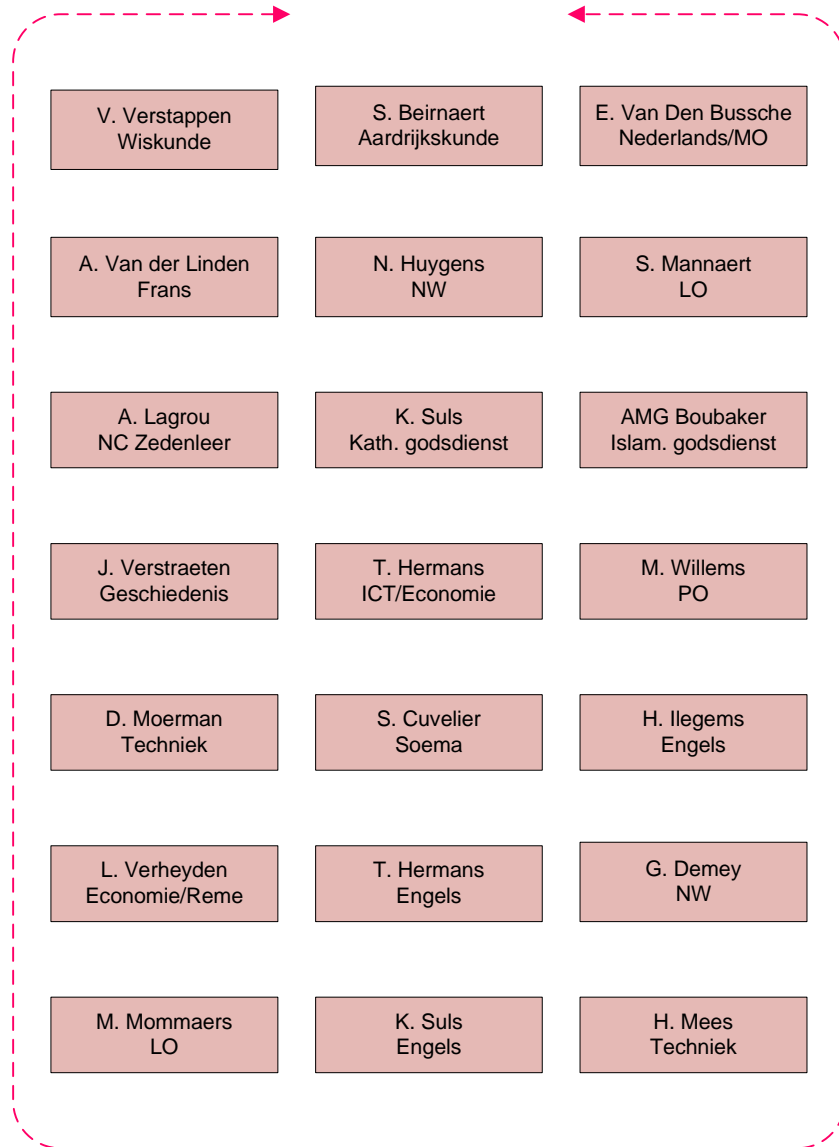 V. Verstappen
Wiskunde
S. Beirnaert
Aardrijkskunde
E. Van Den Bussche
Nederlands/MO
A. Van der Linden
Frans
N. Huygens
NW
S. Mannaert
LO
A. Lagrou
NC Zedenleer
K. Suls
Kath. godsdienst
AMG Boubaker
Islam. godsdienst
J. Verstraeten
Geschiedenis
T. Hermans
ICT/Economie
M. Willems
PO
D. Moerman
Techniek
S. Cuvelier
Soema
H. Ilegems
Engels
L. Verheyden
Economie/Reme
T. Hermans
Engels
G. Demey
NW
M. Mommaers
LO
K. Suls
Engels
H. Mees
Techniek